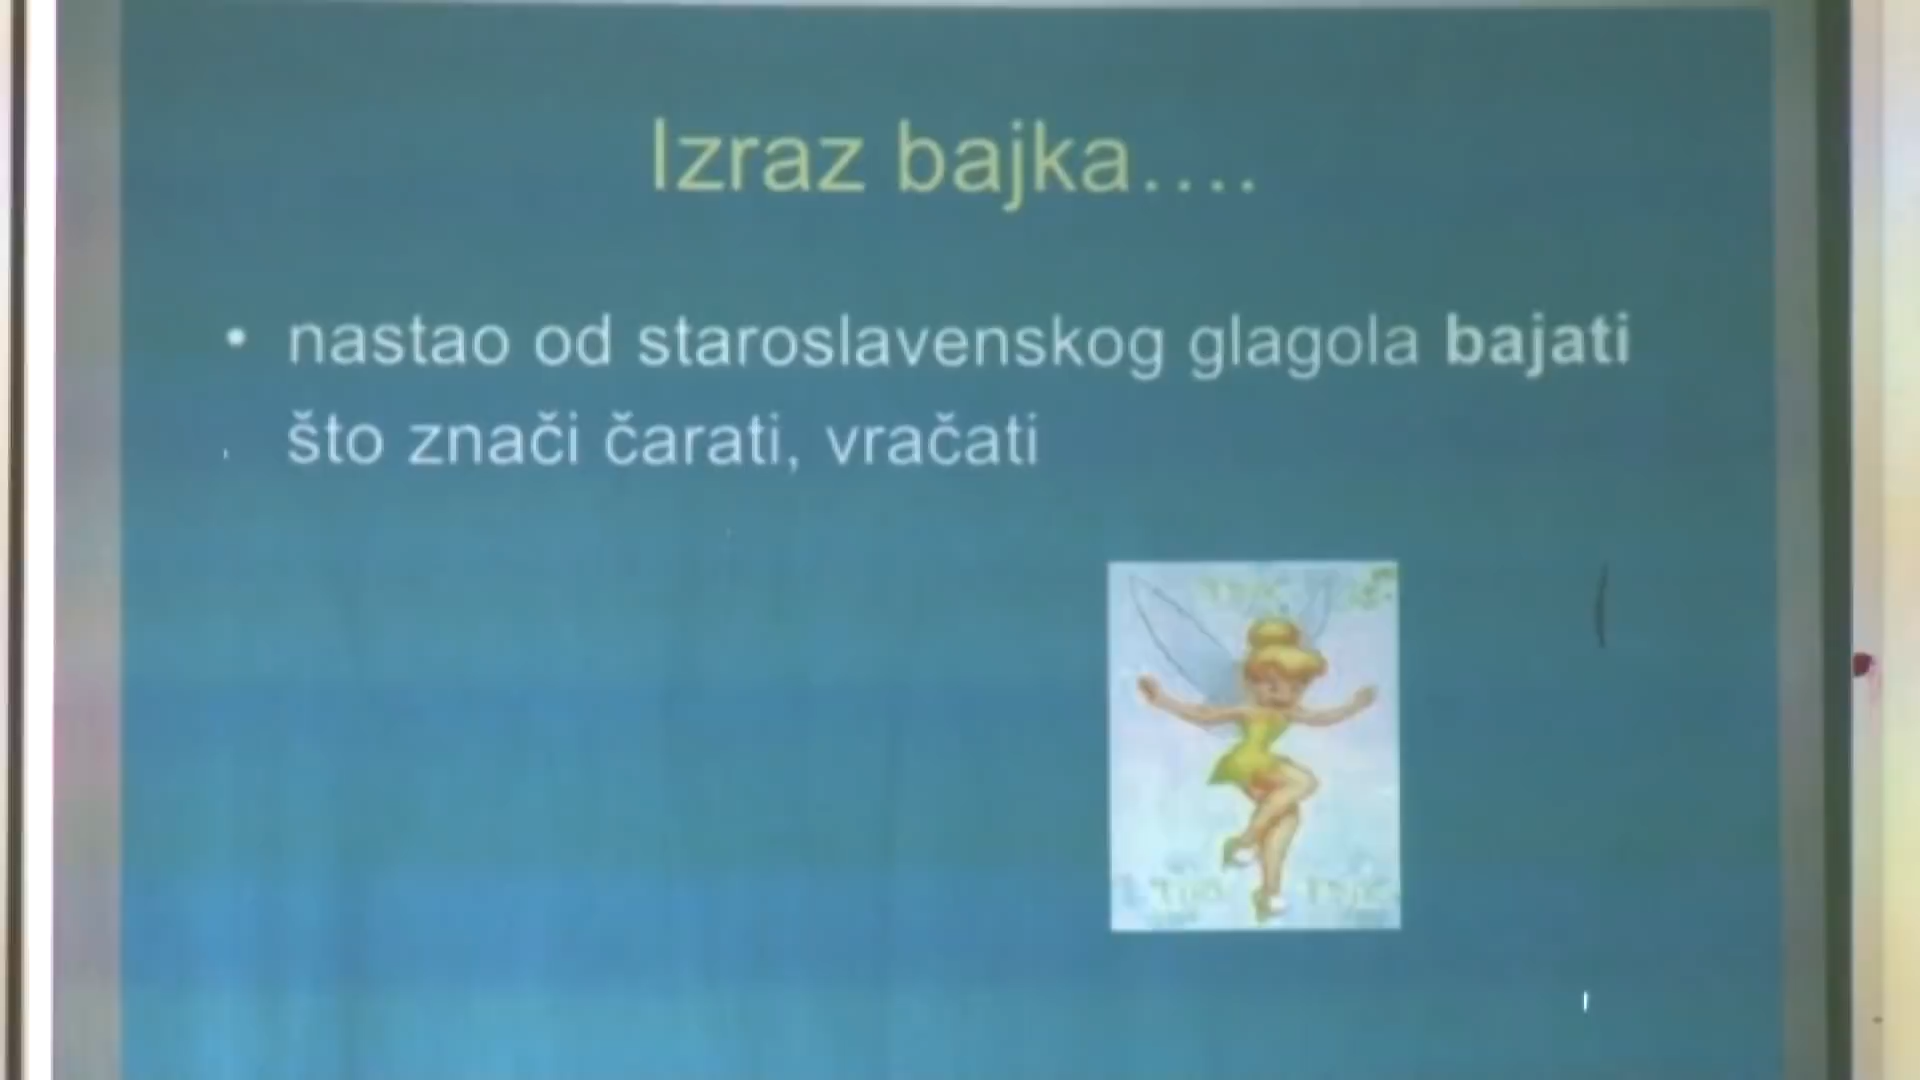 Izraz bajka....
• nastao od staroslavenskog glagola bajati
što znači čarati, vračati